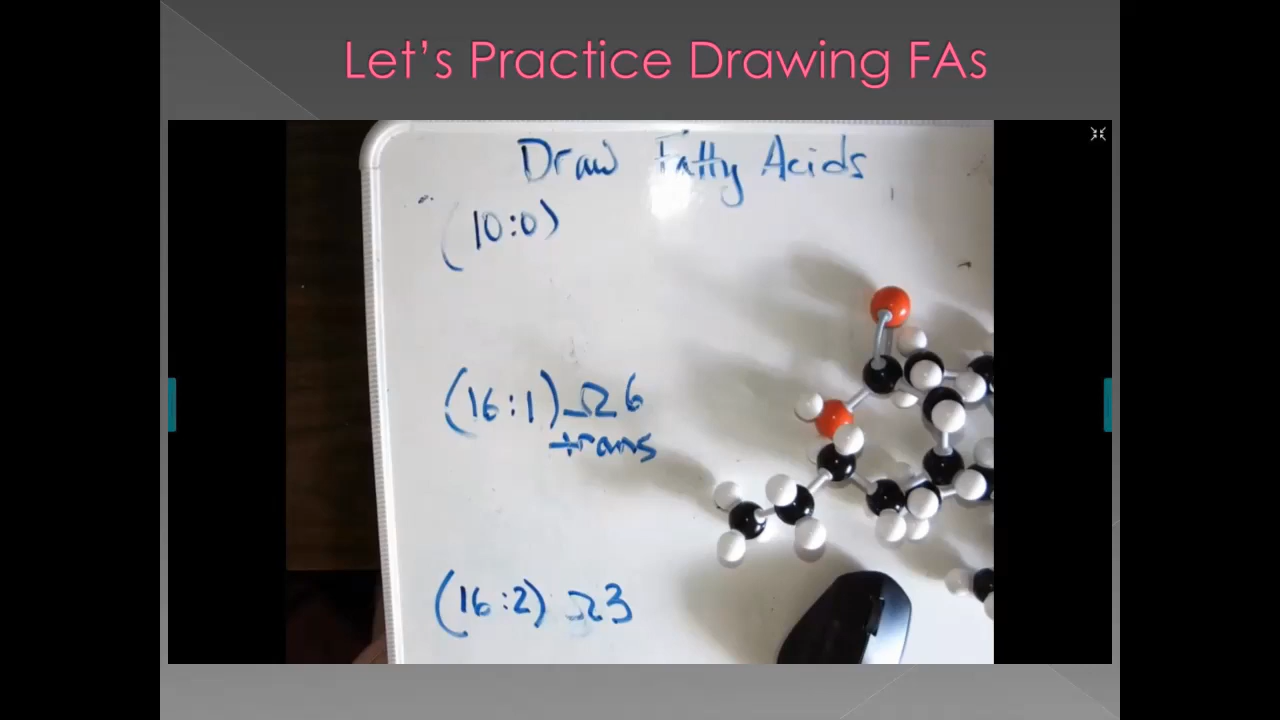 Let's Practice Drawing FAs
Draw Fatty Acids
(10:0)
(16:1) Ω6
trans
(16:2) Ω3